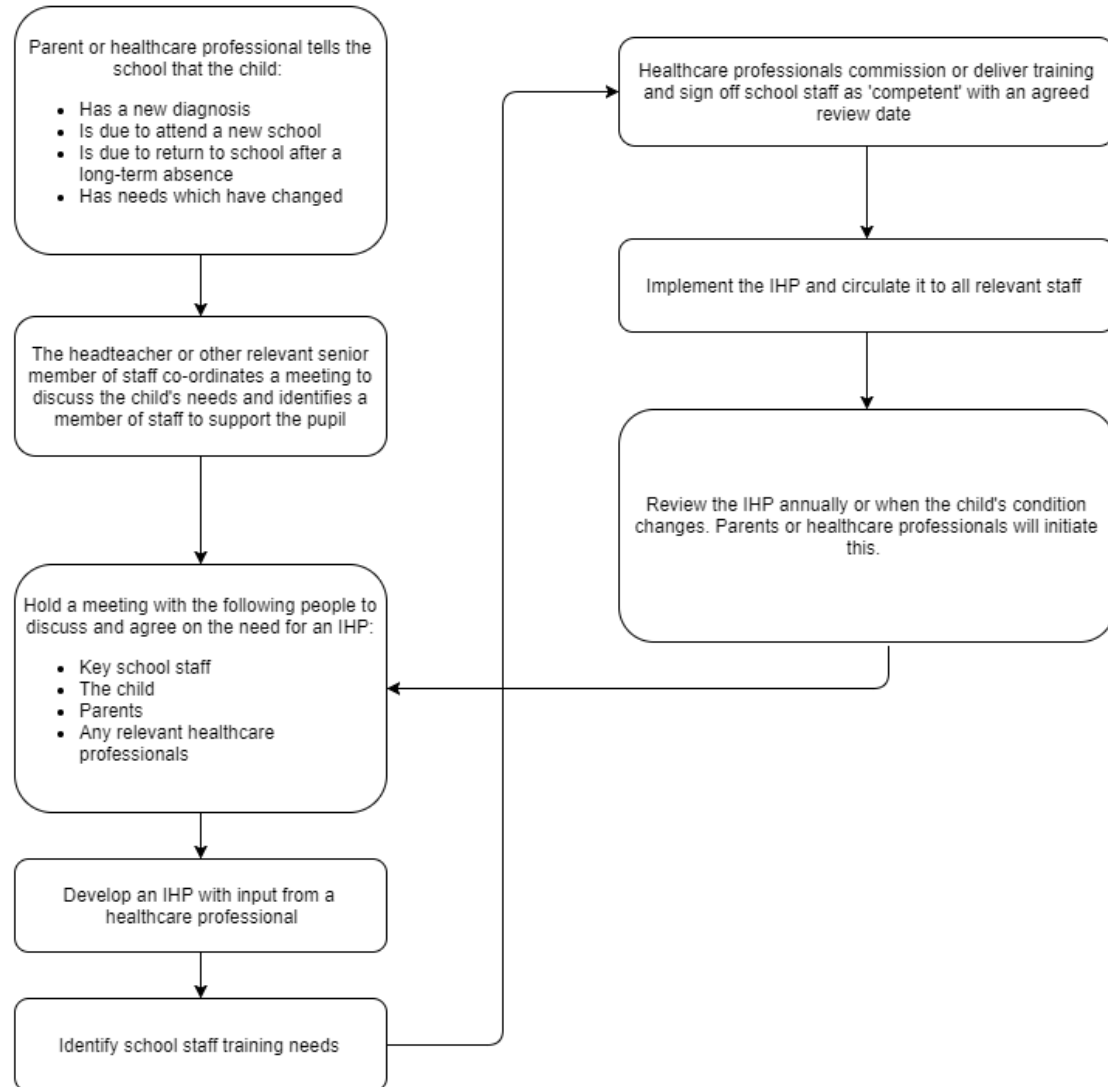 Parent or healthcare professional tells the
school that the child:
• Has a new diagnosis
• Is due to attend a new school
• Is due to return to school after a
long-term absence
• Has needs which have changed
The headteacher or other relevant senior
member of staff co-ordinates a meeting to
discuss the child's needs and identifies a
member of staff to support the pupil
Hold a meeting with the following people to
discuss and agree on the need for an IHP:
• Key school staff
• The child
• Parents
• Any relevant healthcare
professionals
Develop an IHP with input from a
healthcare professional
Identify school staff training needs
Healthcare professionals commission or deliver training
and sign off school staff as 'competent' with an agreed
review date
Implement the IHP and circulate it to all relevant staff
Review the IHP annually or when the child's condition
changes. Parents or healthcare professionals will initiate
this.